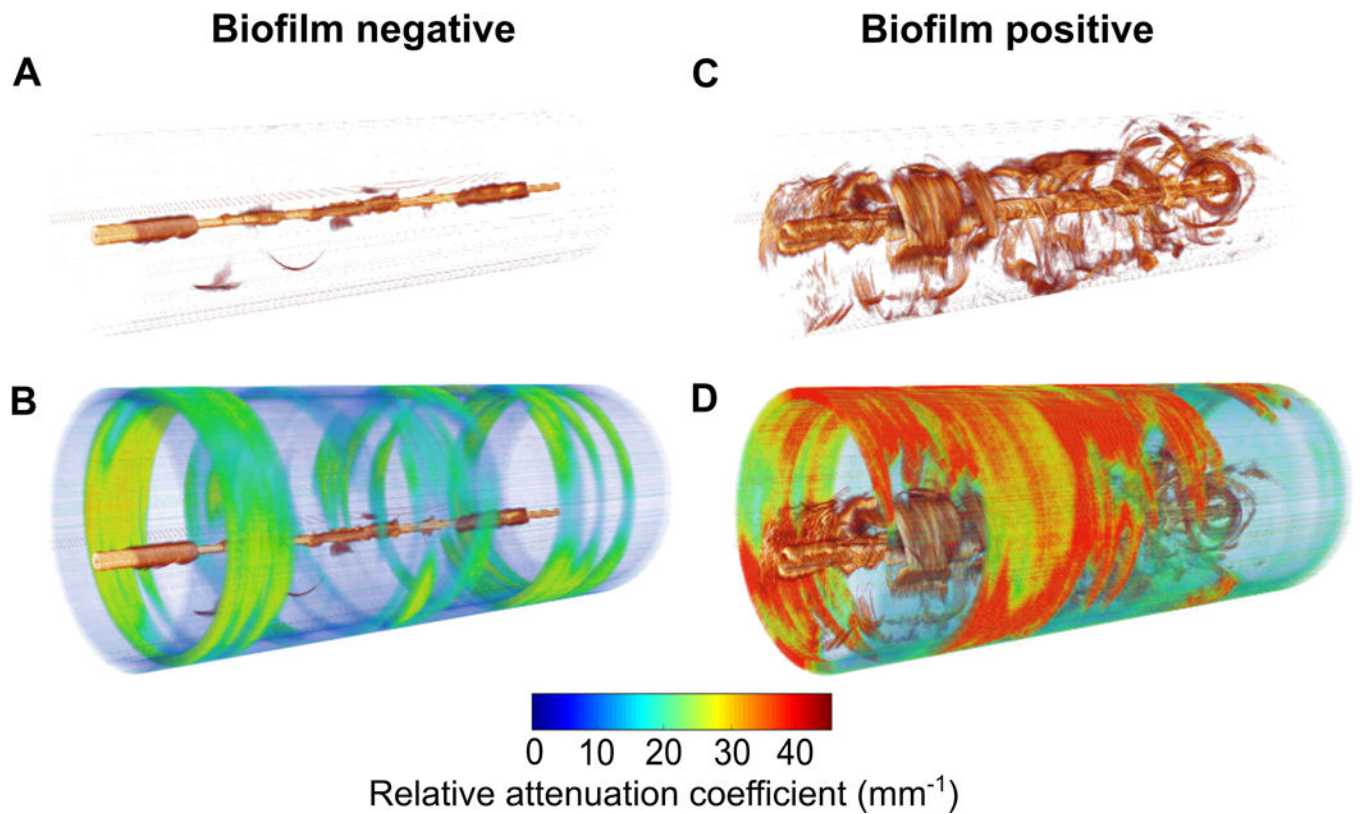 Biofilm negative
Biofilm positive
A
C
B
D
0 10 20 30 40
Relative attenuation coefficient (mm⁻¹)